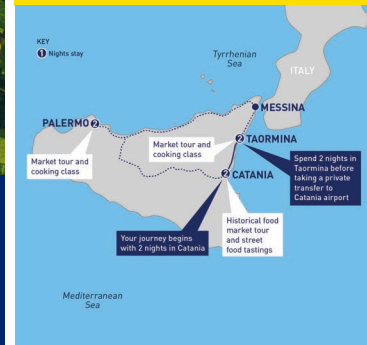 KEY
1 Nights stay
Tyrrhenian
Sea
ITALY
MESSINA
PALERMO 2
2 TAORMINA
Market tour and
cooking class
Market tour and
cooking class
Spend 2 nights in
Taormina before
taking a private
transfer to
Catania airport
2 CATANIA
Your journey begins
with 2 nights in Catania
Historical food
market tour
and street
food tastings
Mediterranean
Sea